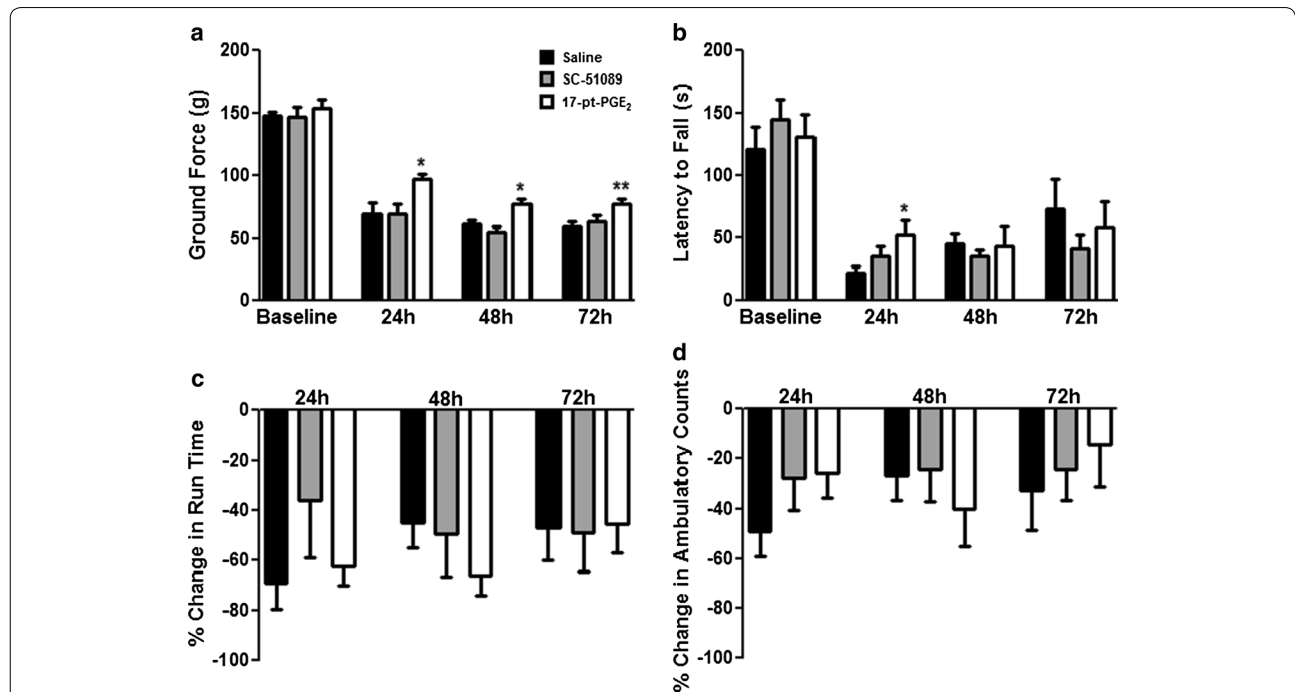 a
200
150
100
50
0
Ground Force (g)
Saline
SC-51089
17-pt-PGE₂
*
*
**
Baseline 24h 48h 72h
b
200
150
100
50
0
Latency to Fall (s)
*
Baseline 24h 48h 72h
c
24h 48h 72h
0
-20
-40
-60
-80
-100
% Change in Run Time
d
24h 48h 72h
0
-20
-40
-60
-80
-100
% Change in Ambulatory Counts